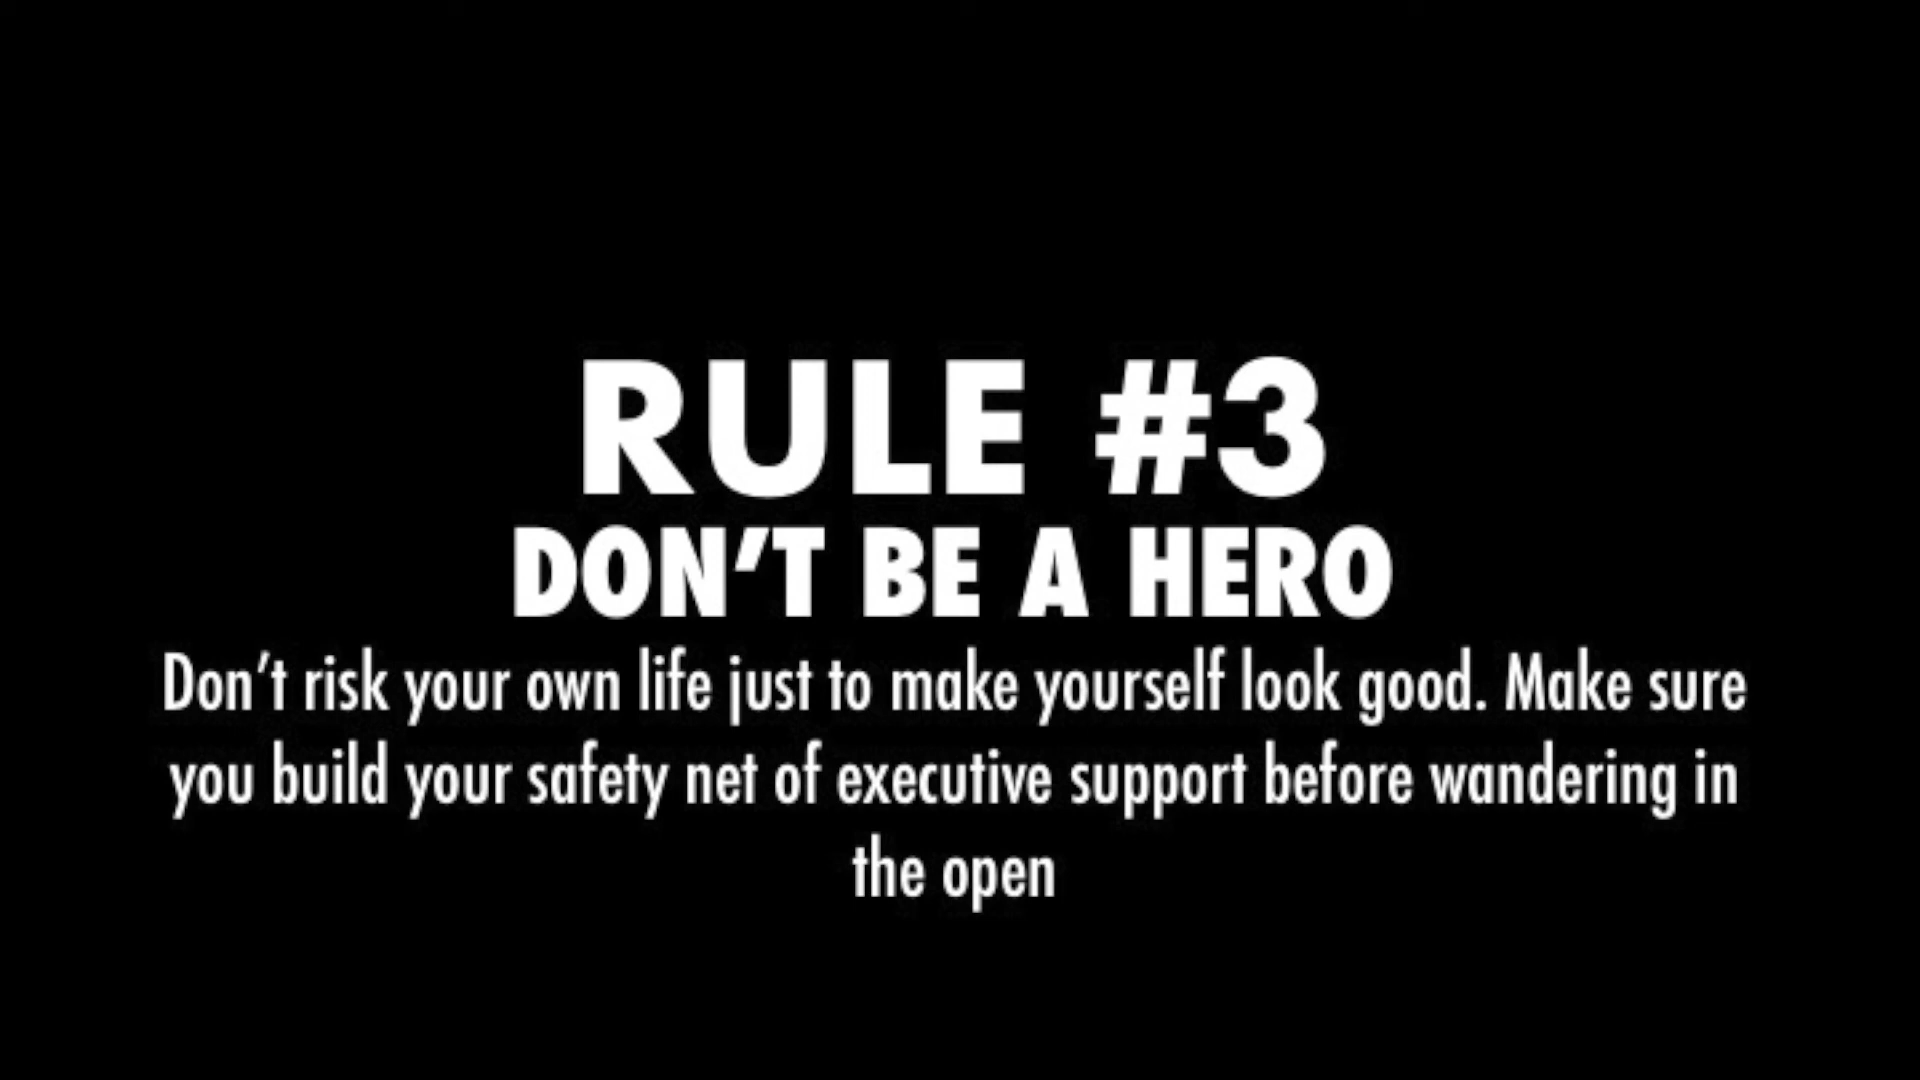 RULE #3
DON’T BE A HERO
Don’t risk your own life just to make yourself look good. Make sure
you build your safety net of executive support before wandering in
the open